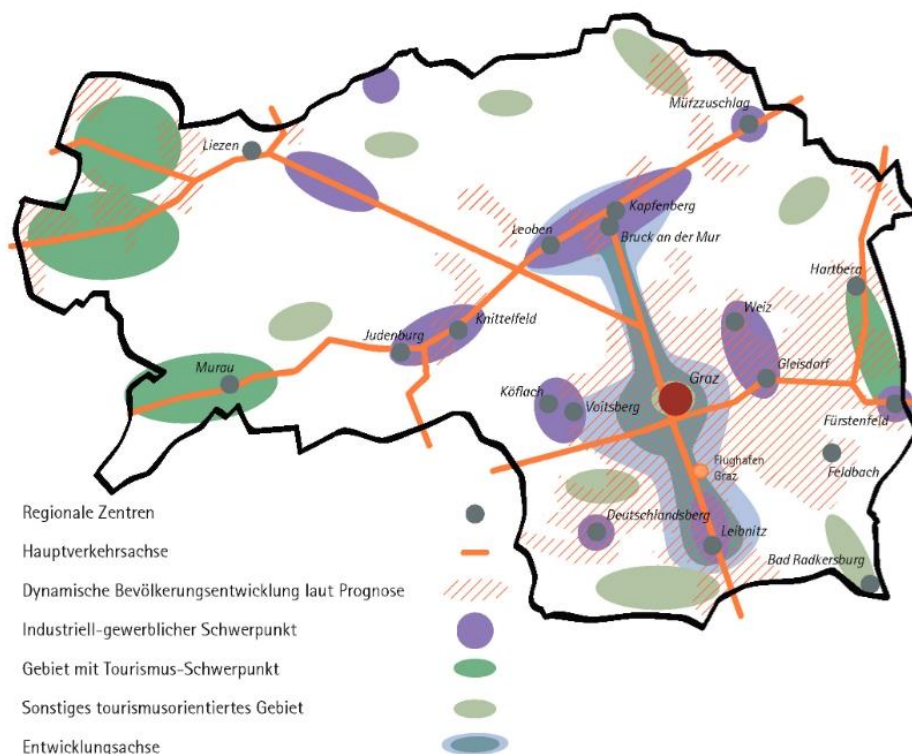 Mürzzuschlag
Liezen
Kapfenberg
Leoben
Bruck an der Mur
Hartberg
Weiz
Knittelfeld
Judenburg
Murau
Gleisdorf
Graz
Köflach
Voitsberg
Fürstenfeld
Feldbach
Flughafen
Graz
Deutschlandsberg
Leibnitz
Bad Radkersburg
Regionale Zentren
Hauptverkehrsachse
Dynamische Bevölkerungsentwicklung laut Prognose
Industriell-gewerblicher Schwerpunkt
Gebiet mit Tourismus-Schwerpunkt
Sonstiges tourismusorientiertes Gebiet
Entwicklungsachse